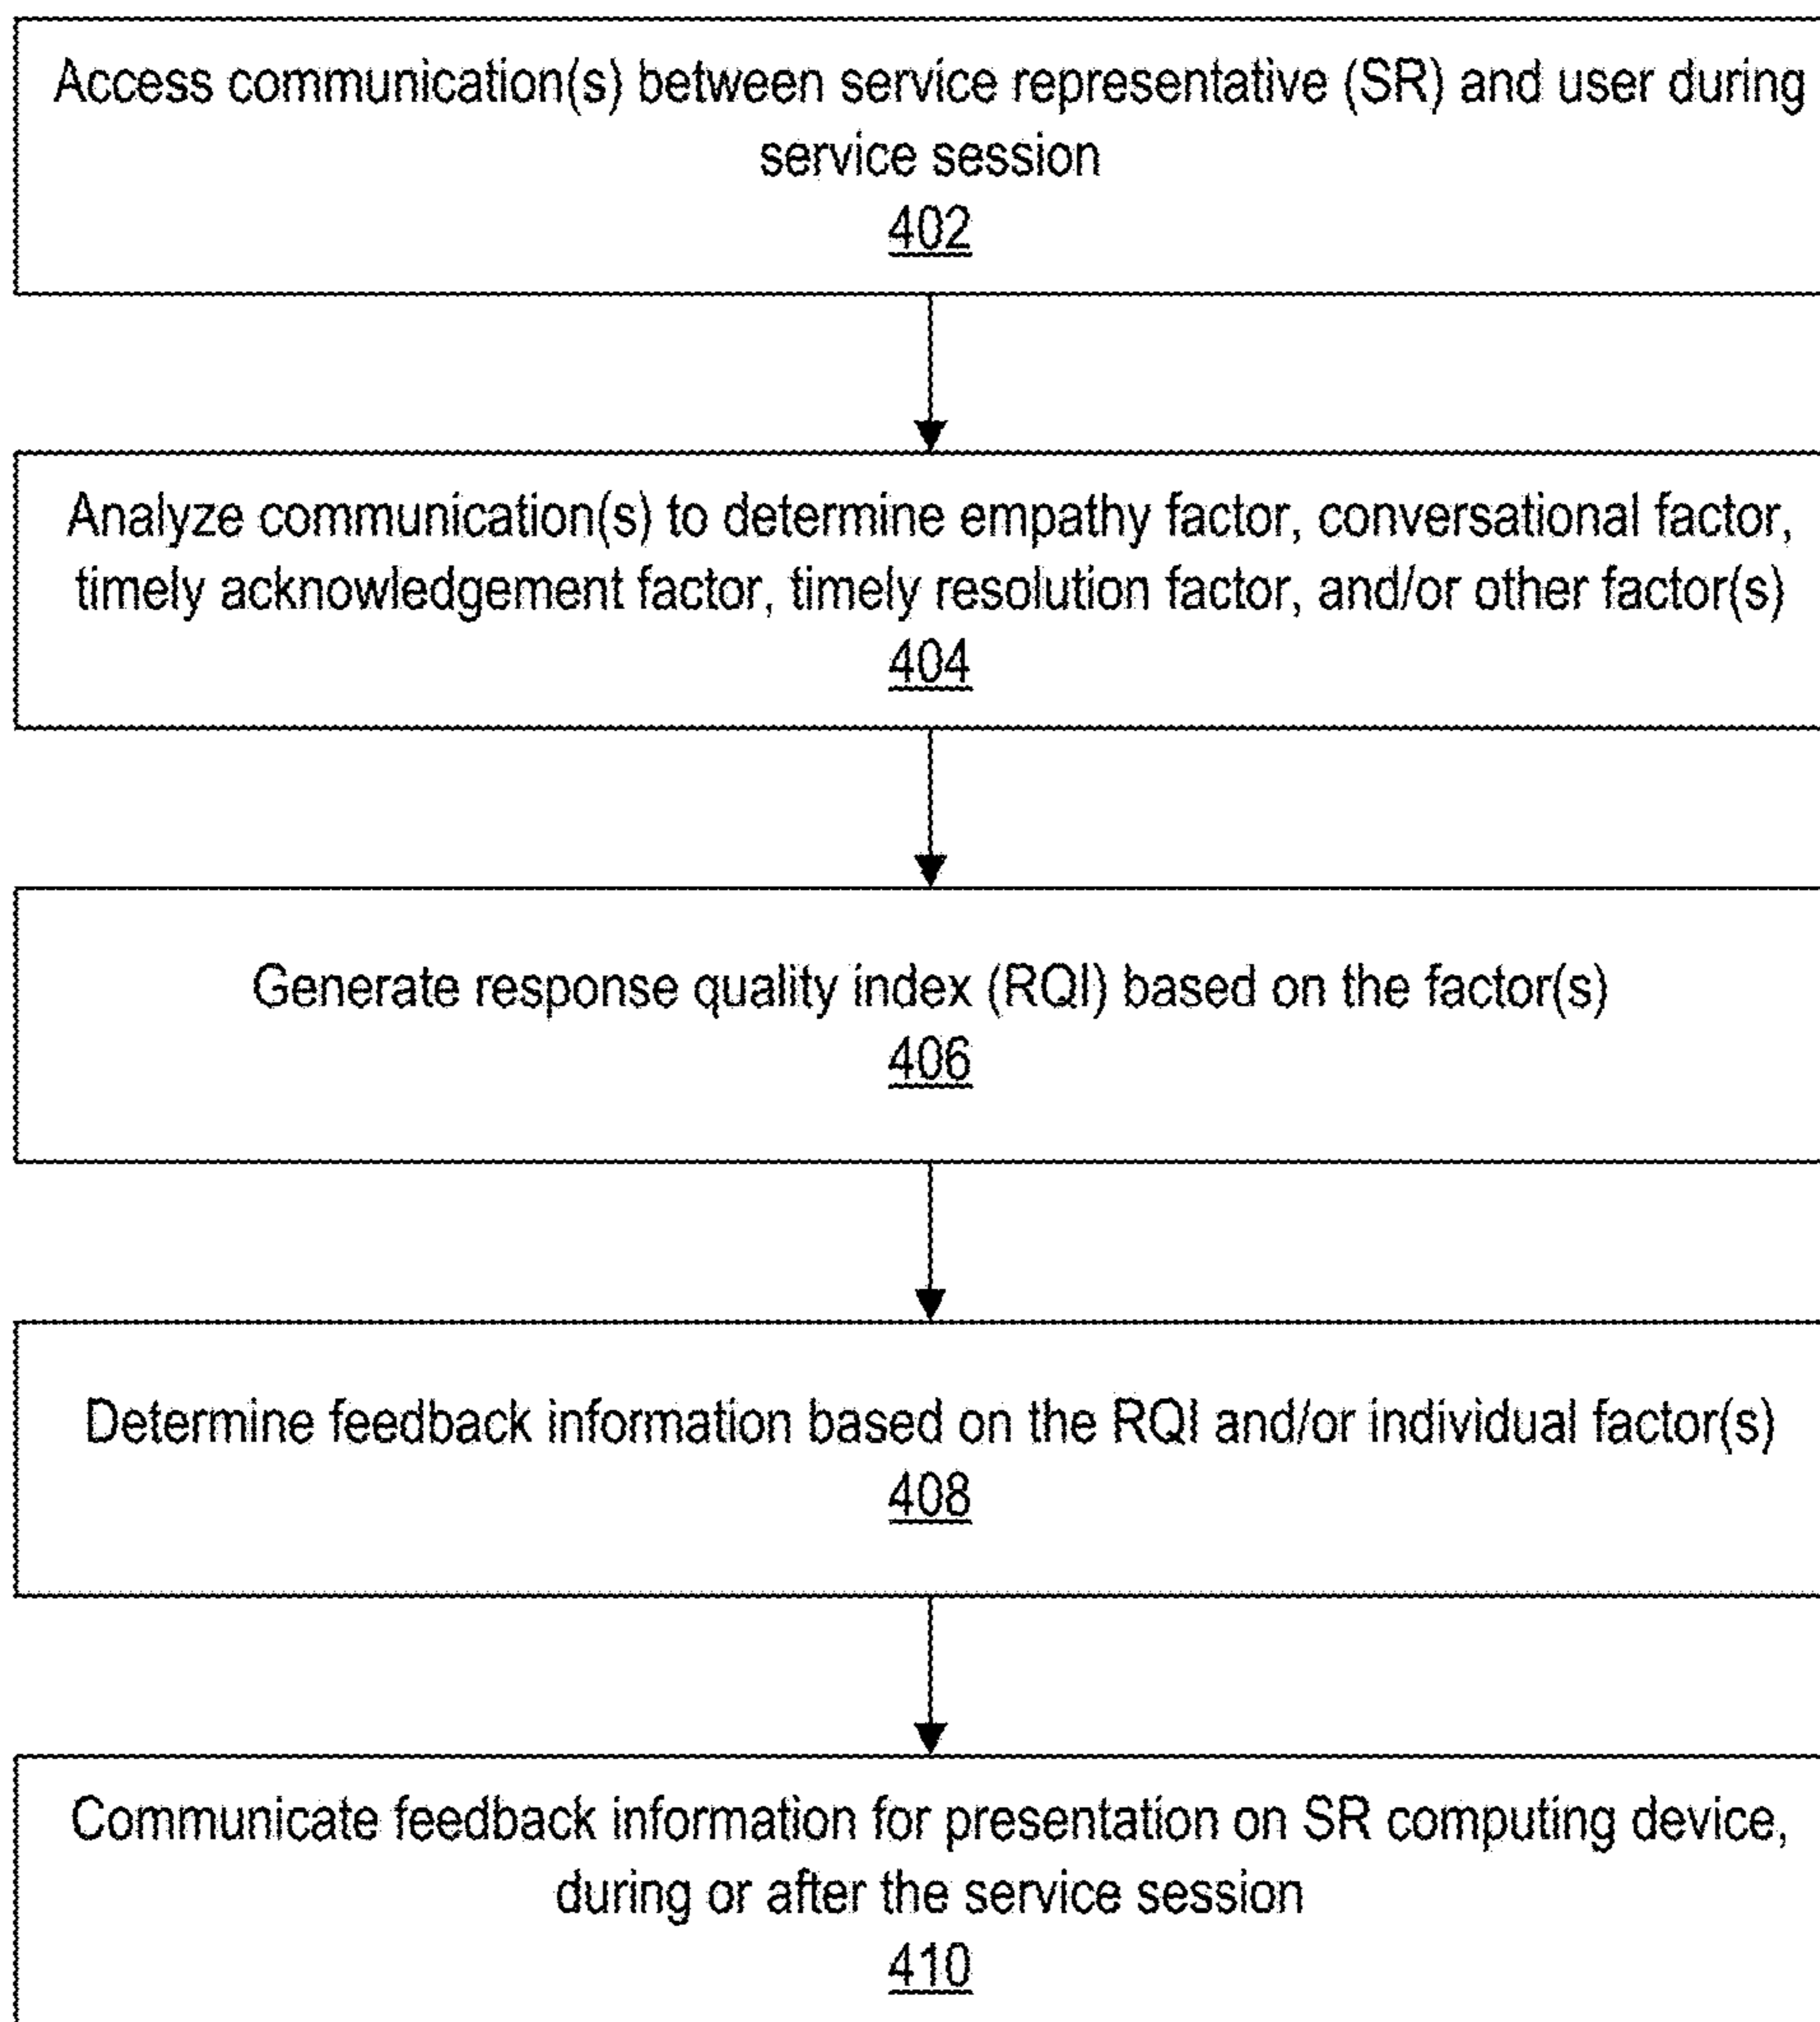 Access communication(s) between service representative (SR) and user during
service session
402
Analyze communication(s) to determine empathy factor, conversational factor,
timely acknowledgement factor, timely resolution factor, and/or other factor(s)
404
Generate response quality index (RQI) based on the factor(s)
406
Determine feedback information based on the RQI and/or individual factor(s)
408
Communicate feedback information for presentation on SR computing device,
during or after the service session
410